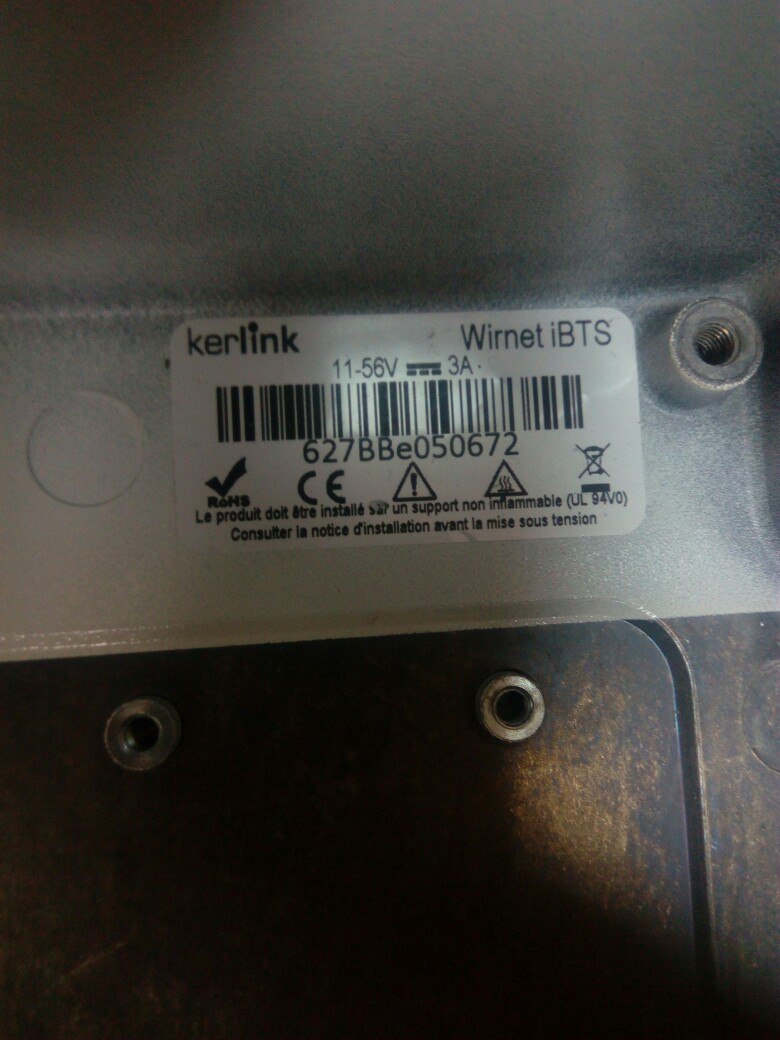 kerlink Wirnet iBTS
11-56V 3A
627BBe050672
RoHS CE
Le produit doit être installé sur un support non inflammable (UL 94V0)
Consulter la notice d'installation avant la mise sous tension